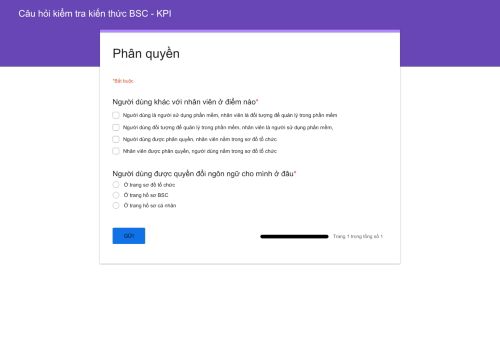 Câu hỏi kiểm tra kiến thức BSC - KPI
Phân quyền
*Bắt buộc
Người dùng khác với nhân viên ở điểm nào*
Người dùng là người sử dụng phần mềm, nhân viên là đối tượng để quản lý trong phần mềm
Người dùng đối tượng để quản lý trong phần mềm, nhân viên là người sử dụng phần mềm,
Người dùng được phân quyền, nhân viên nằm trong sơ đồ tổ chức
Nhân viên được phân quyền, người dùng nằm trong sơ đồ tổ chức
Người dùng được quyền đổi ngôn ngữ cho mình ở đâu*
Ở trang sơ đồ tổ chức
Ở trang hồ sơ BSC
Ở trang hồ sơ cá nhân
GỬI
Trang 1 trong tổng số 1